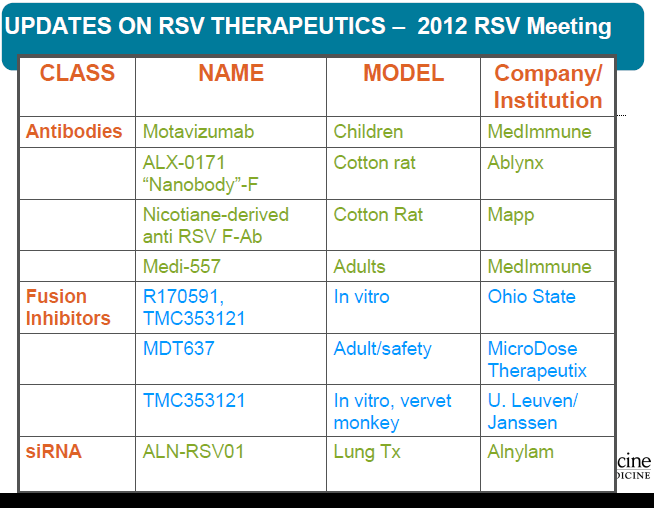 UPDATES ON RSV THERAPEUTICS – 2012 RSV Meeting
CLASS NAME MODEL Company/
Institution
Antibodies Motavizumab Children MedImmune
ALX-0171 Cotton rat Ablynx
“Nanobody”-F
Nicotiane-derived Cotton Rat Mapp
anti RSV F-Ab
Medi-557 Adults MedImmune
Fusion R170591, In vitro Ohio State
Inhibitors TMC353121
MDT637 Adult/safety MicroDose
Therapeutix
TMC353121 In vitro, vervet U. Leuven/
monkey Janssen
siRNA ALN-RSV01 Lung Tx Alnylam
cine
DICINE